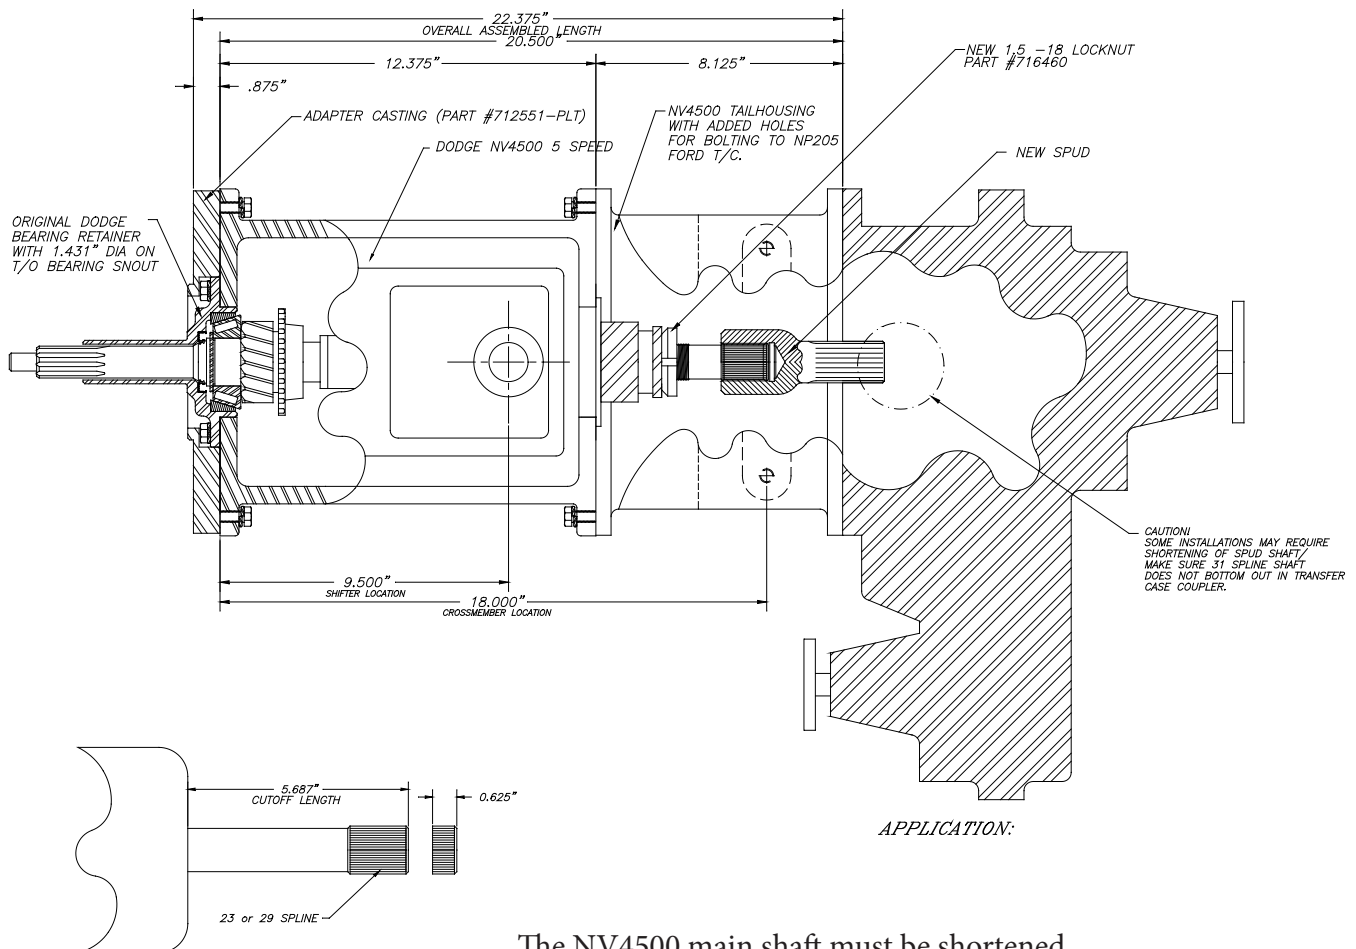 22.375”
OVERALL ASSEMBLED LENGTH
20.500”
12.375”
8.125”
.875”
NEW 1.5 -18 LOCKNUT
PART #716460
ADAPTER CASTING (PART #712551-PLT)
NV4500 TAILHOUSING
WITH ADDED HOLES
FOR BOLTING TO NP205
FORD T/C.
DODGE NV4500 5 SPEED
NEW SPUD
ORIGINAL DODGE
BEARING RETAINER
WITH 1.431” DIA ON
T/O BEARING SNOUT
CAUTION!
SOME INSTALLATIONS MAY REQUIRE
SHORTENING OF SPUD SHAFT/
MAKE SURE 31 SPLINE SHAFT
DOES NOT BOTTOM OUT IN TRANSFER
CASE COUPLER.
9.500”
SHIFTER LOCATION
18.000”
CROSSMEMBER LOCATION
5.687”
CUTOFF LENGTH
0.625”
APPLICATION:
23 or 29 SPLINE
The NV4500 main shaft must be shortened